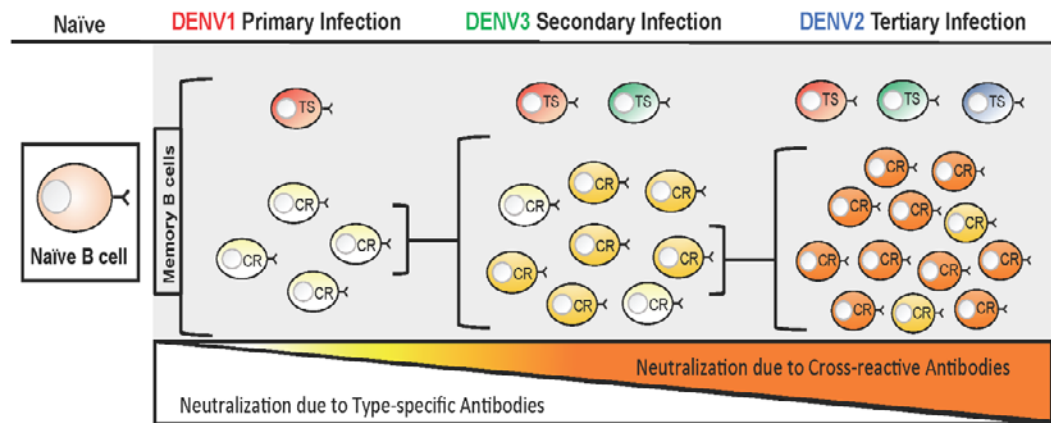 Naïve
DENV1 Primary Infection
DENV3 Secondary Infection
DENV2 Tertiary Infection
Naïve B cell
Memory B cells
TS
CR
CR
CR
CR
TS
TS
CR
CR
CR
CR
CR
CR
CR
CR
TS
TS
TS
CR
CR
CR
CR
CR
CR
CR
CR
CR
CR
CR
CR
Neutralization due to Cross-reactive Antibodies
Neutralization due to Type-specific Antibodies